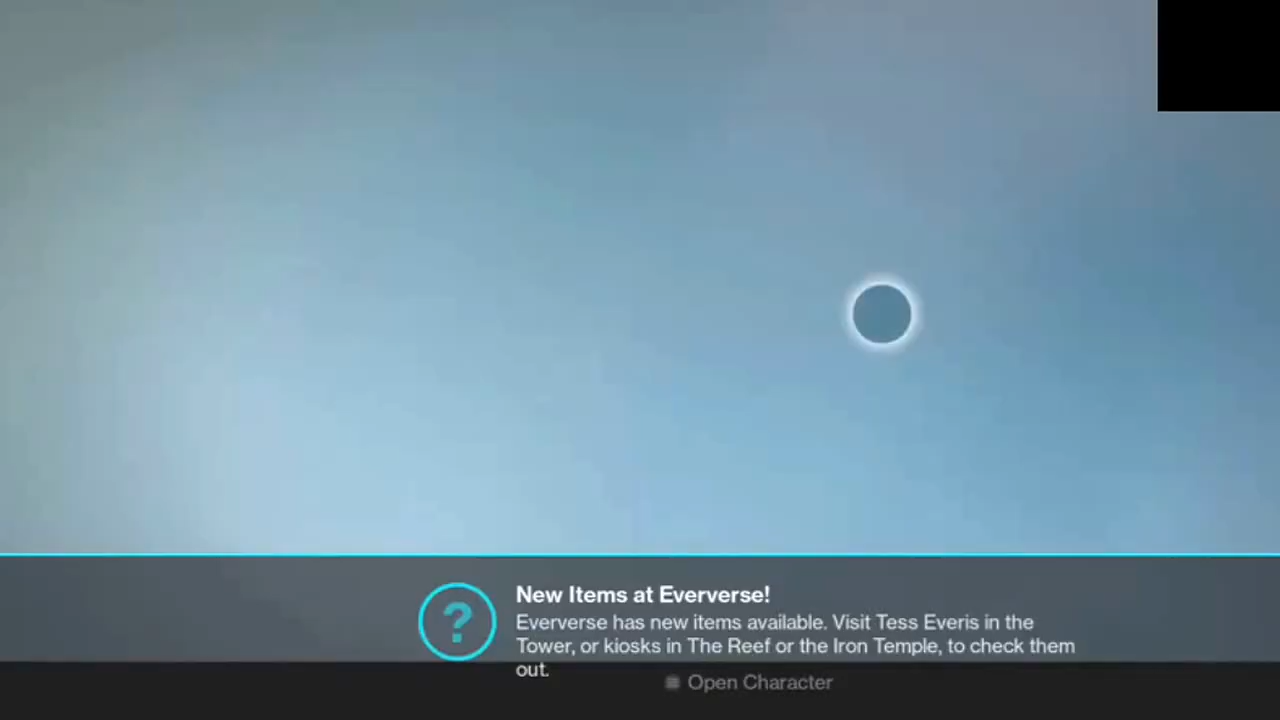 New Items at Eververse!
Eververse has new items available. Visit Tess Everis in the
Tower, or kiosks in The Reef or the Iron Temple, to check them
out.
Open Character